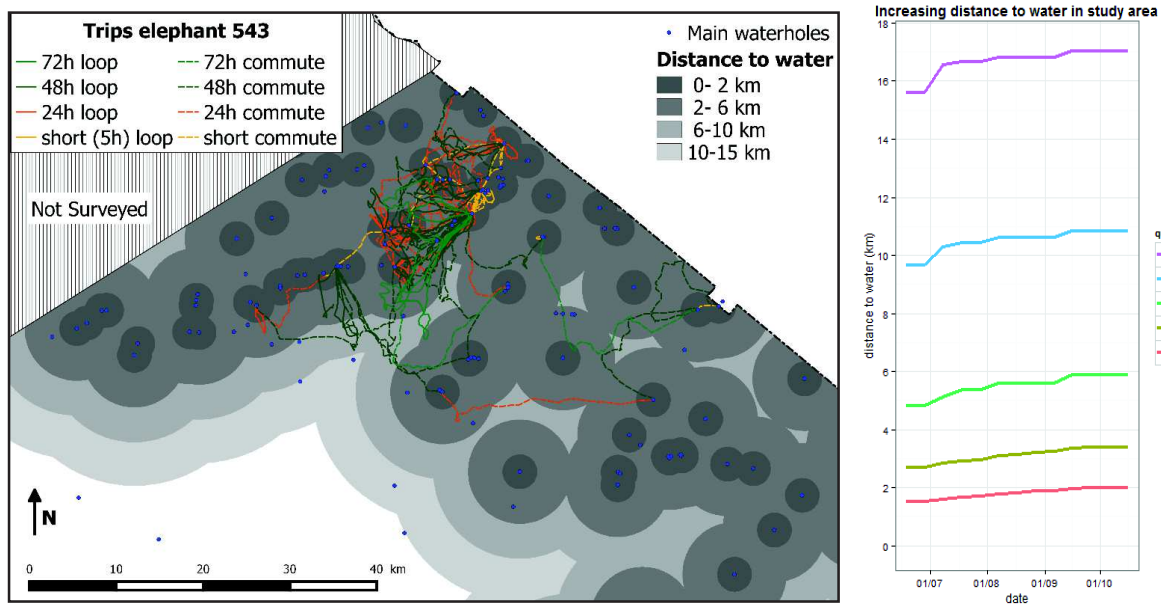 Trips elephant 543
72h loop
72h commute
48h loop
48h commute
24h loop
24h commute
short (5h) loop
short commute
Main waterholes
Distance to water
0- 2 km
2- 6 km
6-10 km
10-15 km
Not Surveyed
N
0 10 20 30 40 km
Increasing distance to water in study area
18
16
14
12
10
8
6
4
2
0
distance to water (km)
01/07 01/08 01/09 01/10
date
q